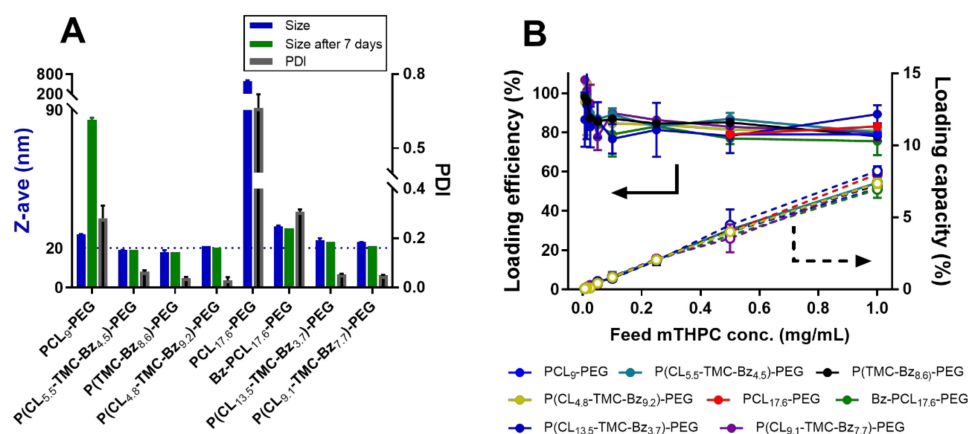 A
Size
Size after 7 days
PDI
800
200
90
20
0
Z-ave (nm)
0.8
0.6
0.4
0.2
0.0
PDI
PCL9-PEG
P(CL5.5-TMC-Bz4.5)-PEG
P(TMC-Bz8.6)-PEG
P(CL4.8-TMC-Bz9.2)-PEG
PCL17.6-PEG
Bz-PCL17.6-PEG
P(CL13.5-TMC-Bz3.7)-PEG
P(CL9.1-TMC-Bz7.7)-PEG
B
Loading efficiency (%)
100
80
60
40
20
0
15
10
5
0
Loading capacity (%)
0.0 0.2 0.4 0.6 0.8 1.0
Feed mTHPC conc. (mg/mL)
PCL9-PEG P(CL5.5-TMC-Bz4.5)-PEG P(TMC-Bz8.6)-PEG
P(CL4.8-TMC-Bz9.2)-PEG PCL17.6-PEG Bz-PCL17.6-PEG
P(CL13.5-TMC-Bz3.7)-PEG P(CL9.1-TMC-Bz7.7)-PEG